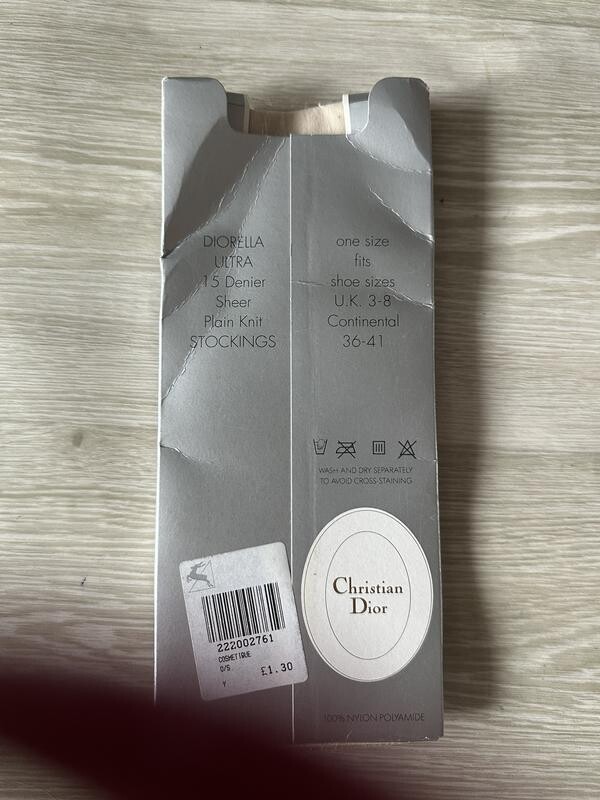 DIORELLA
ULTRA
15 Denier
Sheer
Plain Knit
STOCKINGS
one size
fits
shoe sizes
U.K. 3-8
Continental
36-41
WASH AND DRY SEPARATELY
TO AVOID CROSS-STAINING
Christian
Dior
222002761
COSMETIQUE
O/S
£1.30
Y
100% NYLON POLYAMIDE